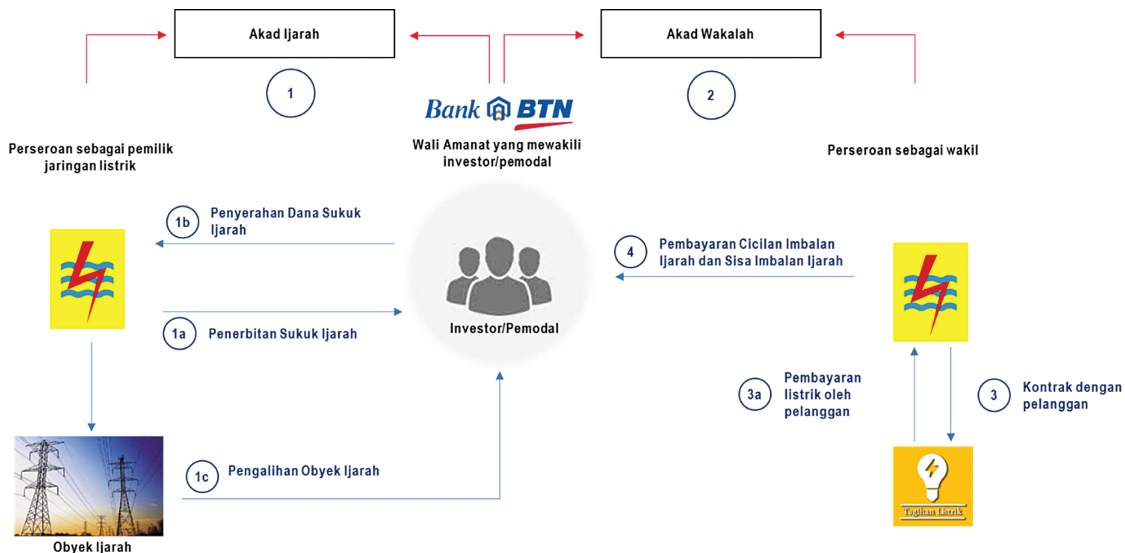 Akad Ijarah
Akad Wakalah
1
2
Bank BTN
Wali Amanat yang mewakili
investor/pemodal
Perseroan sebagai pemilik
jaringan listrik
Perseroan sebagai wakil
1b
Penyerahan Dana Sukuk
Ijarah
4
Pembayaran Cicilan Imbalan
Ijarah dan Sisa Imbalan Ijarah
1a
Penerbitan Sukuk Ijarah
Investor/Pemodal
3a
Pembayaran
listrik oleh
pelanggan
3
Kontrak dengan
pelanggan
1c
Pengalihan Obyek Ijarah
Tagihan Listrik
Obyek Ijarah